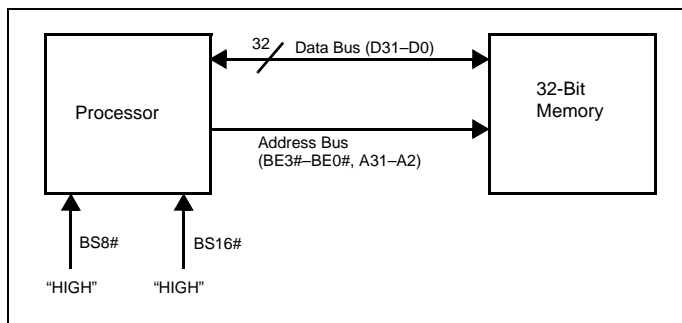 32
Data Bus (D31–D0)
Processor
32-Bit
Memory
Address Bus
(BE3#–BE0#, A31–A2)
BS8#
BS16#
“HIGH”
“HIGH”